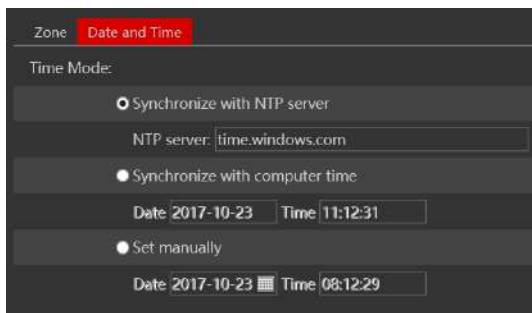 Zone Date and Time
Time Mode:
Synchronize with NTP server
NTP server: time.windows.com
Synchronize with computer time
Date 2017-10-23 Time 11:12:31
Set manually
Date 2017-10-23 Time 08:12:29